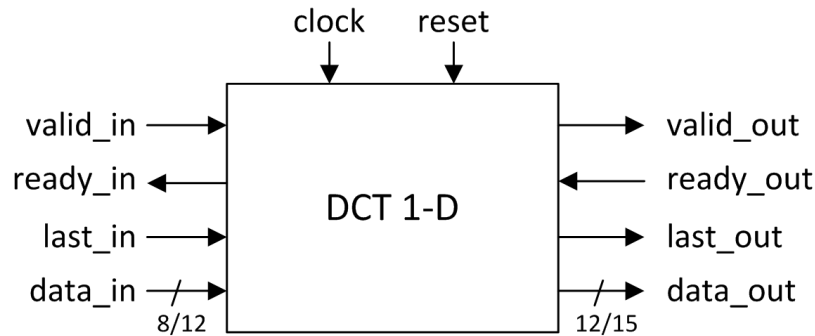 clock reset
valid_in valid_out
ready_in ready_out
DCT 1-D
last_in last_out
data_in data_out
8/12 12/15